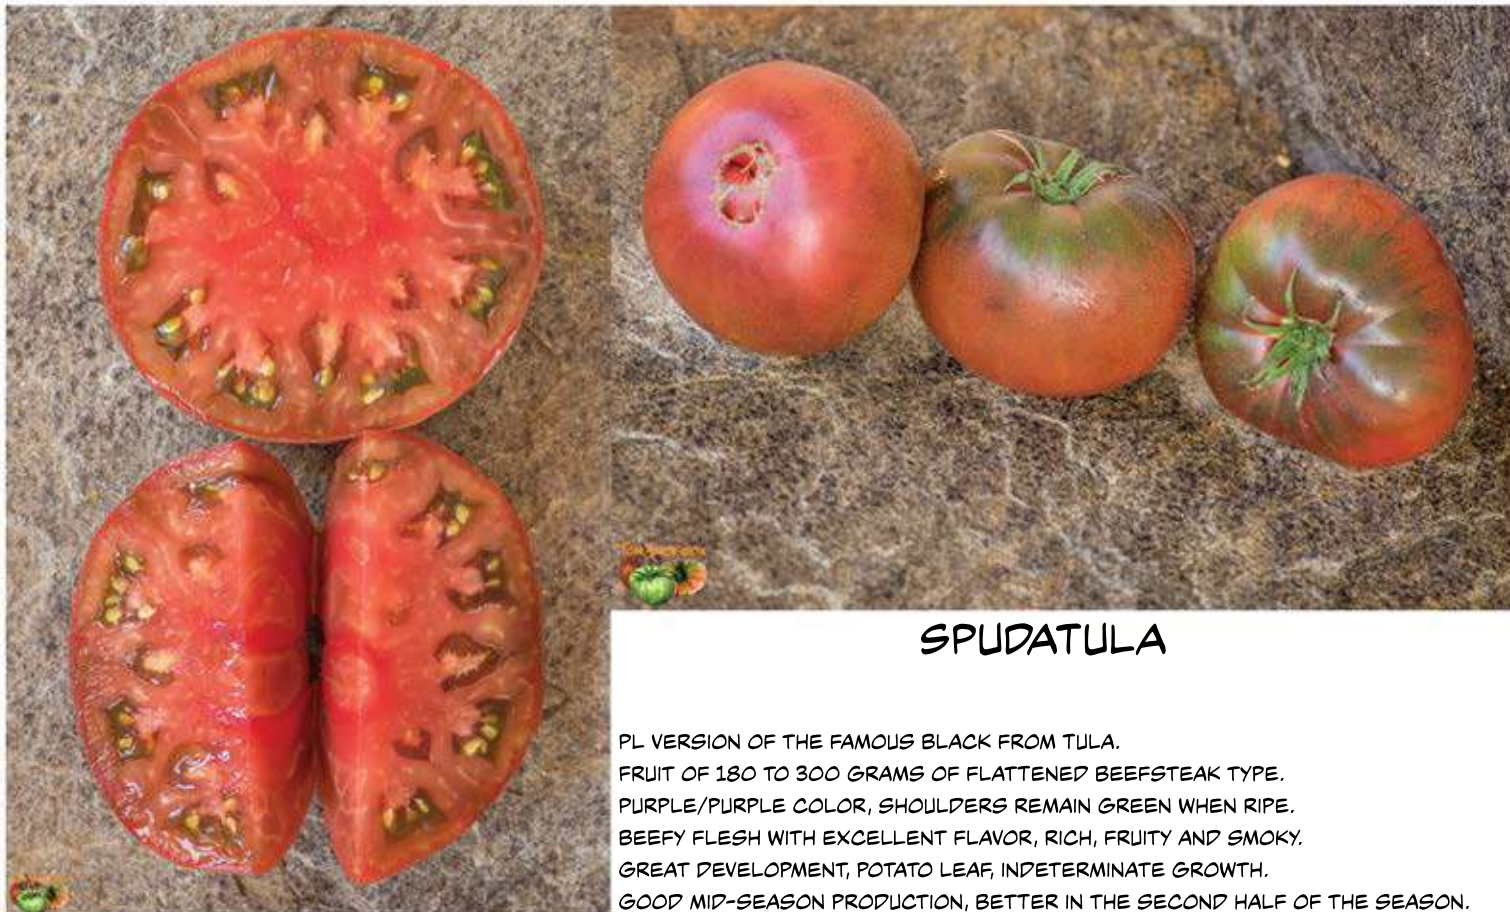 SPUDATULA
PL VERSION OF THE FAMOUS BLACK FROM TULA.
FRUIT OF 180 TO 300 GRAMS OF FLATTENED BEEFSTEAK TYPE.
PURPLE/PURPLE COLOR, SHOULDERS REMAIN GREEN WHEN RIPE.
BEEFY FLESH WITH EXCELLENT FLAVOR, RICH, FRUITY AND SMOKY.
GREAT DEVELOPMENT, POTATO LEAF, INDETERMINATE GROWTH.
GOOD MID-SEASON PRODUCTION, BETTER IN THE SECOND HALF OF THE SEASON.